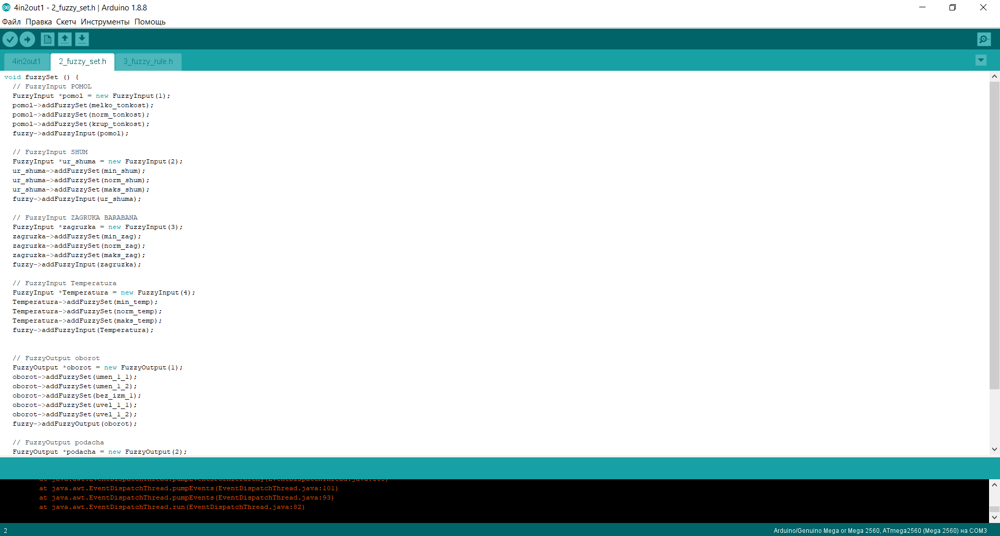 4in2out1 - 2_fuzzy_set.h | Arduino 1.8.8
Файл Правка Скетч Инструменты Помощь
4in2out1 2_fuzzy_set.h 3_fuzzy_rule.h
void fuzzySet () {
// FuzzyInput POMOL
FuzzyInput *pomol = new FuzzyInput(1);
pomol->addFuzzySet(melko_tonkost);
pomol->addFuzzySet(norm_tonkost);
pomol->addFuzzySet(krup_tonkost);
fuzzy->addFuzzyInput(pomol);
// FuzzyInput SHUM
FuzzyInput *ur_shuma = new FuzzyInput(2);
ur_shuma->addFuzzySet(min_shum);
ur_shuma->addFuzzySet(norm_shum);
ur_shuma->addFuzzySet(maks_shum);
fuzzy->addFuzzyInput(ur_shuma);
// FuzzyInput ZAGRUKA BARABANA
FuzzyInput *zagruzka = new FuzzyInput(3);
zagruzka->addFuzzySet(min_zag);
zagruzka->addFuzzySet(norm_zag);
zagruzka->addFuzzySet(maks_zag);
fuzzy->addFuzzyInput(zagruzka);
// FuzzyInput Temperatura
FuzzyInput *Temperatura = new FuzzyInput(4);
Temperatura->addFuzzySet(min_temp);
Temperatura->addFuzzySet(norm_temp);
Temperatura->addFuzzySet(maks_temp);
fuzzy->addFuzzyInput(Temperatura);
// FuzzyOutput oborot
FuzzyOutput *oborot = new FuzzyOutput(1);
oborot->addFuzzySet(umen_1_1);
oborot->addFuzzySet(umen_1_2);
oborot->addFuzzySet(bez_izm_1);
oborot->addFuzzySet(uvel_1_1);
oborot->addFuzzySet(uvel_1_2);
fuzzy->addFuzzyOutput(oborot);
// FuzzyOutput podacha
FuzzyOutput *podacha = new FuzzyOutput(2);
at java.awt.EventDispatchThread.pumpEvents(EventDispatchThread.java:101)
at java.awt.EventDispatchThread.pumpEvents(EventDispatchThread.java:93)
at java.awt.EventDispatchThread.run(EventDispatchThread.java:82)
2 Arduino/Genuino Mega or Mega 2560, ATmega2560 (Mega 2560) на COM3